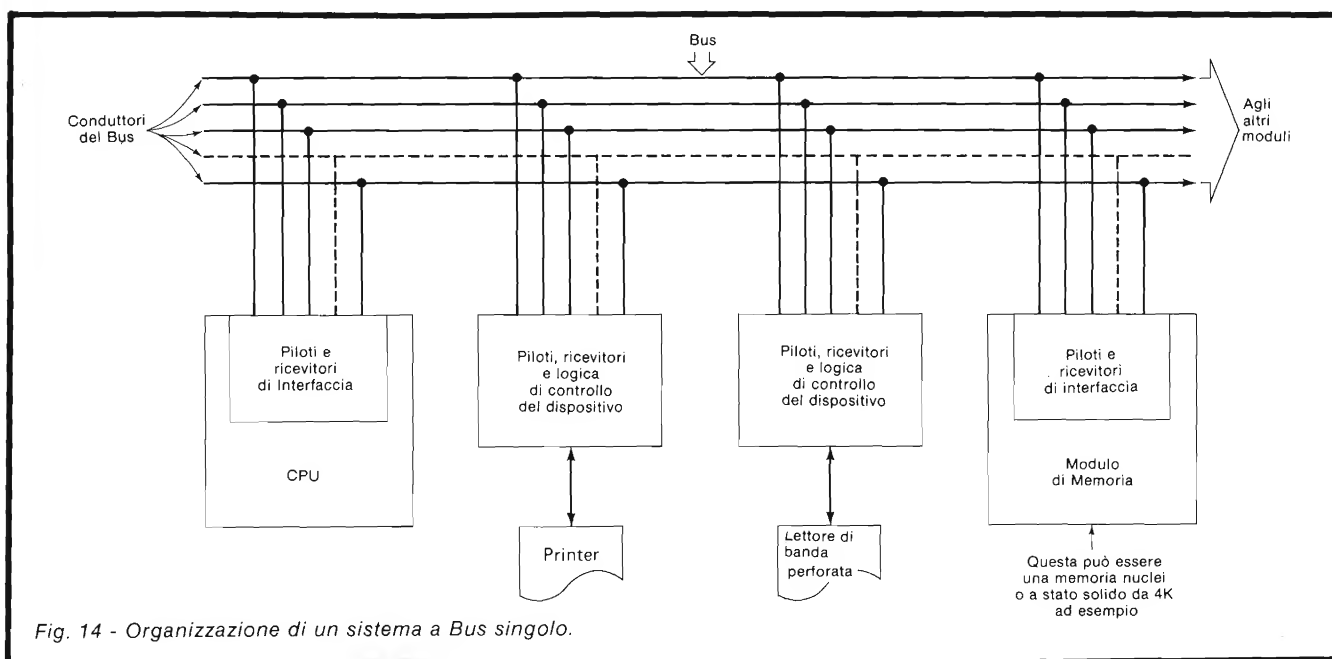 Bus
Conduttori
del Bus
Agli
altri
moduli
Piloti e
ricevitori
di Interfaccia
CPU
Piloti, ricevitori
e logica
di controllo
del dispositivo
Printer
Piloti, ricevitori
e logica
di controllo
del dispositivo
Lettore di
banda
perforata
Piloti e
ricevitori
di interfaccia
Modulo
di Memoria
Questa può essere
una memoria nuclei
o a stato solido da 4K
ad esempio
Fig. 14 - Organizzazione di un sistema a Bus singolo.